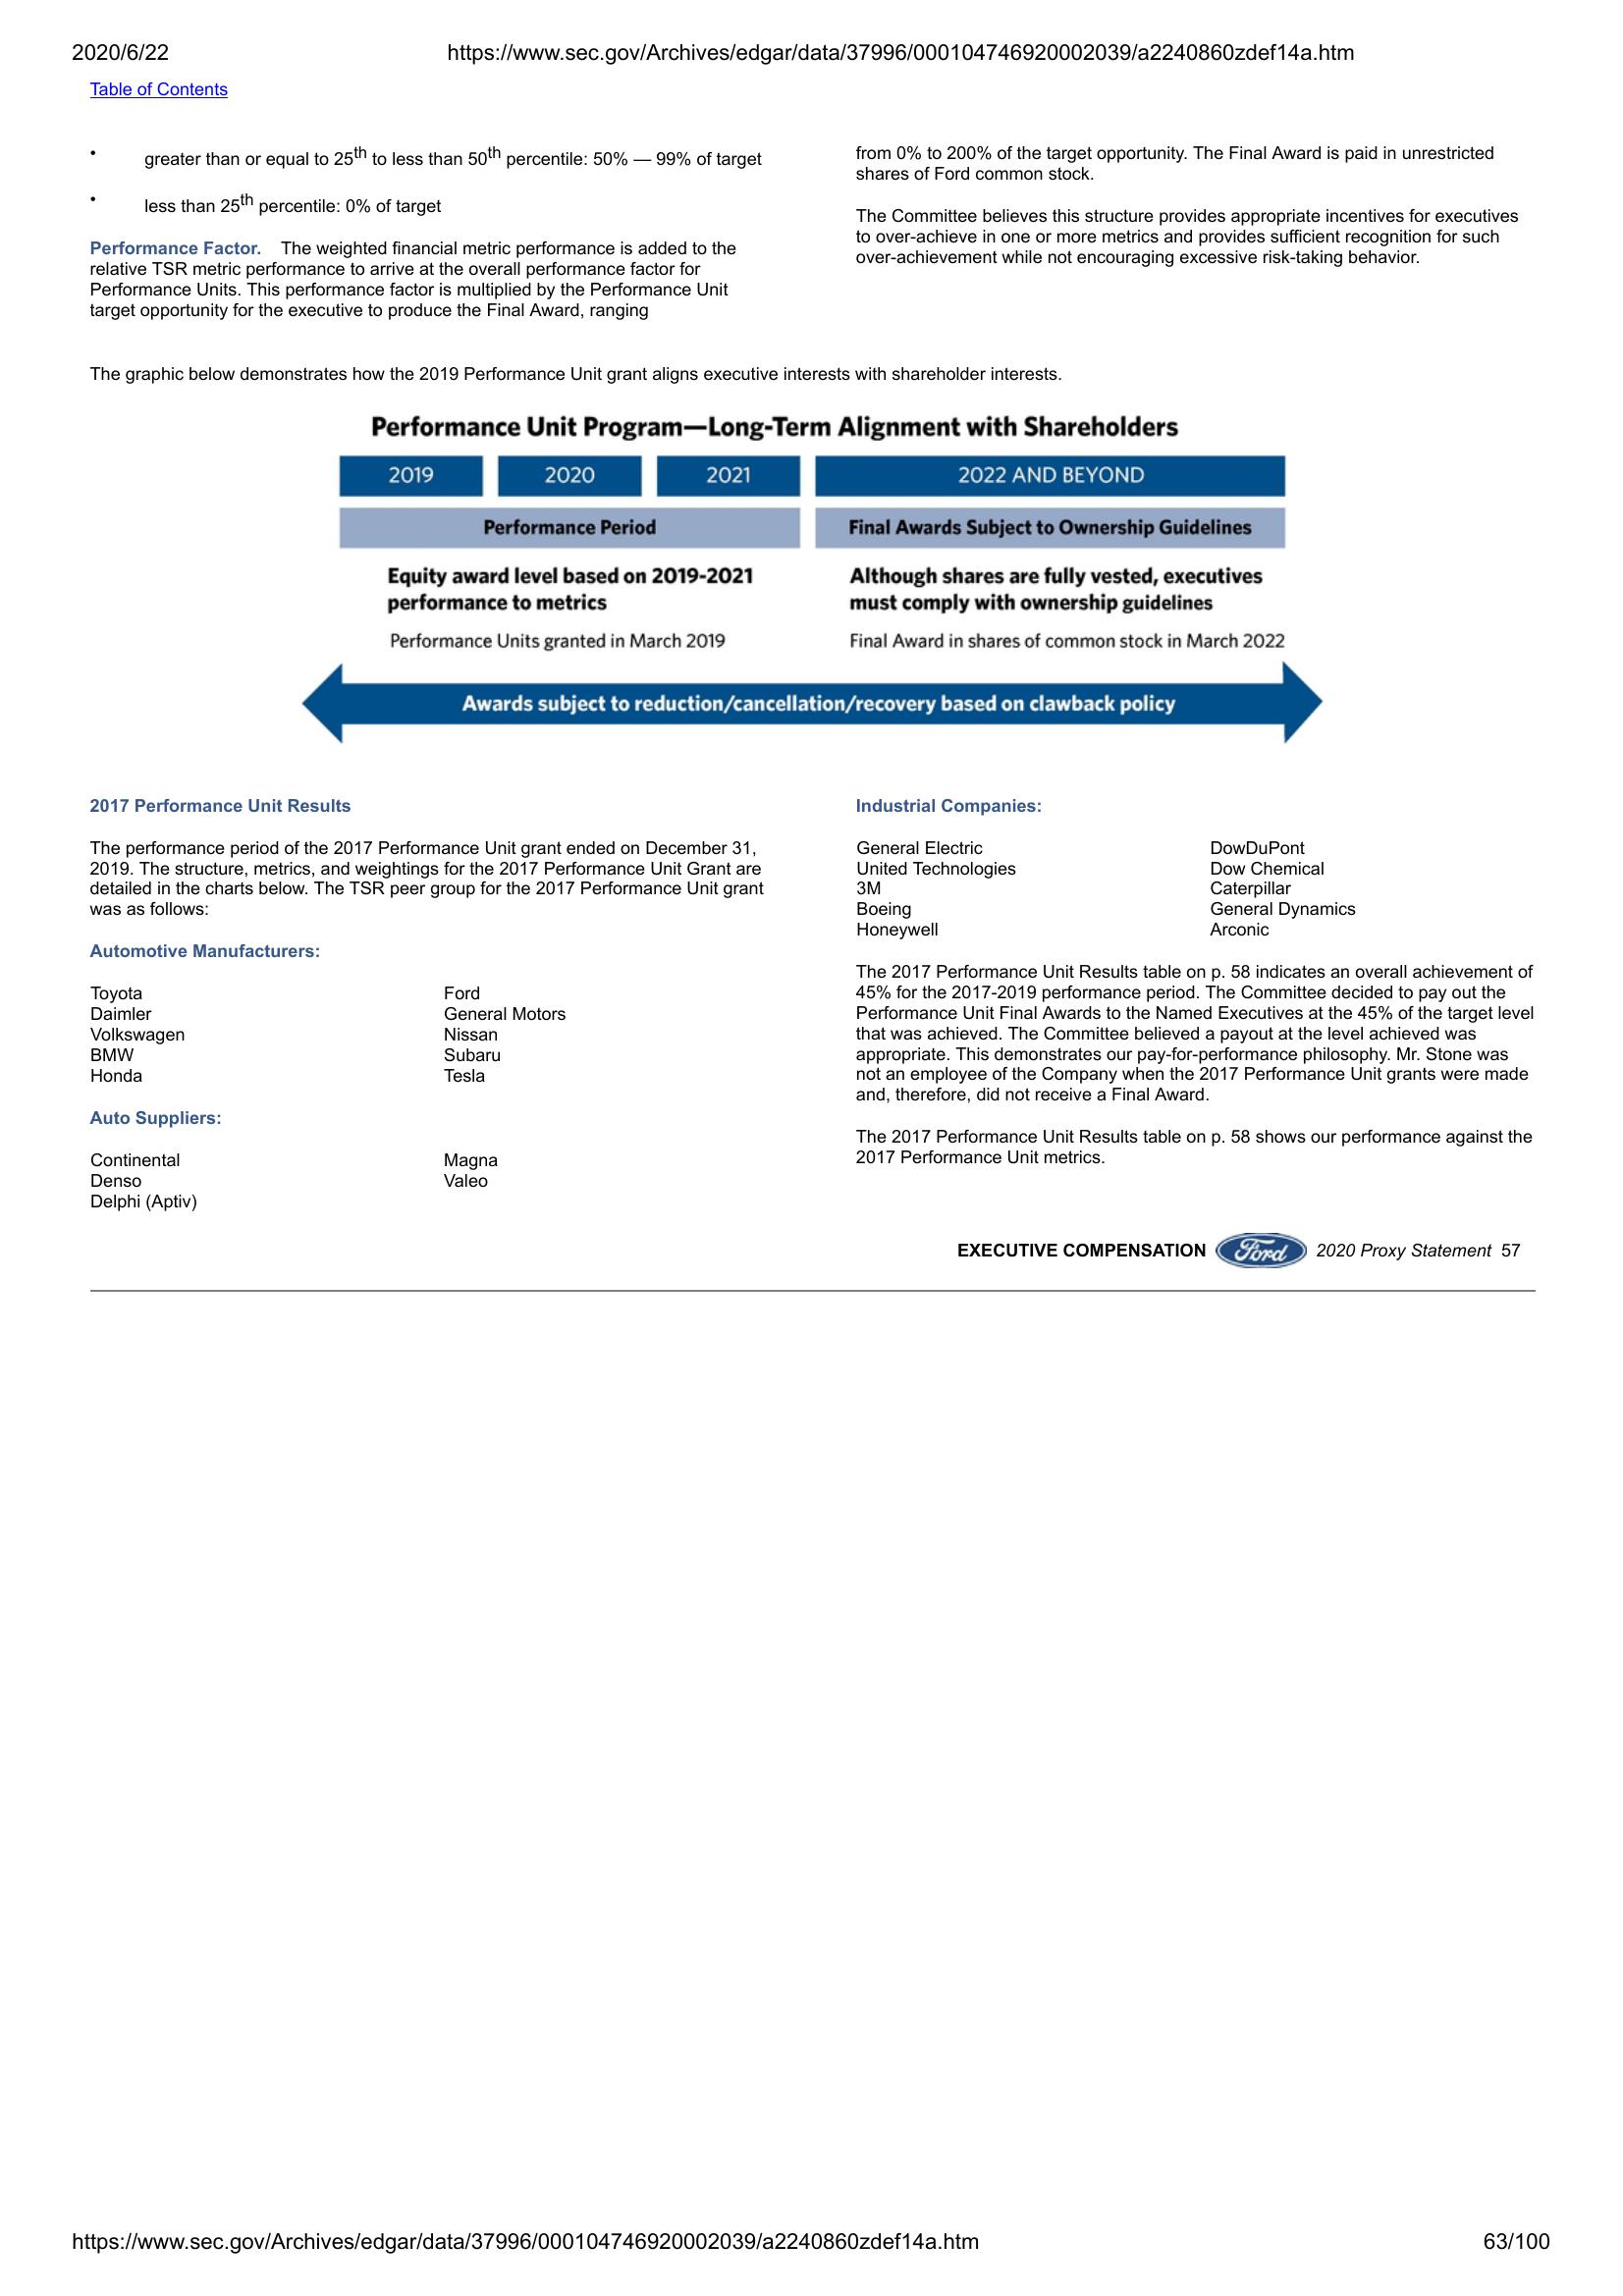 2020/6/22 https://www.sec.gov/Archives/edgar/data/37996/000104746920002039/a2240860zdef14a.htm
Table of Contents
• greater than or equal to 25th to less than 50th percentile: 50% — 99% of target
• less than 25th percentile: 0% of target
Performance Factor. The weighted financial metric performance is added to the
relative TSR metric performance to arrive at the overall performance factor for
Performance Units. This performance factor is multiplied by the Performance Unit
target opportunity for the executive to produce the Final Award, ranging
from 0% to 200% of the target opportunity. The Final Award is paid in unrestricted
shares of Ford common stock.
The Committee believes this structure provides appropriate incentives for executives
to over-achieve in one or more metrics and provides sufficient recognition for such
over-achievement while not encouraging excessive risk-taking behavior.
The graphic below demonstrates how the 2019 Performance Unit grant aligns executive interests with shareholder interests.
Performance Unit Program—Long-Term Alignment with Shareholders
2019 2020 2021 2022 AND BEYOND
Performance Period Final Awards Subject to Ownership Guidelines
Equity award level based on 2019-2021
performance to metrics
Performance Units granted in March 2019
Although shares are fully vested, executives
must comply with ownership guidelines
Final Award in shares of common stock in March 2022
Awards subject to reduction/cancellation/recovery based on clawback policy
2017 Performance Unit Results
The performance period of the 2017 Performance Unit grant ended on December 31,
2019. The structure, metrics, and weightings for the 2017 Performance Unit Grant are
detailed in the charts below. The TSR peer group for the 2017 Performance Unit grant
was as follows:
Automotive Manufacturers:
Toyota Ford
Daimler General Motors
Volkswagen Nissan
BMW Subaru
Honda Tesla
Auto Suppliers:
Continental Magna
Denso Valeo
Delphi (Aptiv)
Industrial Companies:
General Electric DowDuPont
United Technologies Dow Chemical
3M Caterpillar
Boeing General Dynamics
Honeywell Arconic
The 2017 Performance Unit Results table on p. 58 indicates an overall achievement of
45% for the 2017-2019 performance period. The Committee decided to pay out the
Performance Unit Final Awards to the Named Executives at the 45% of the target level
that was achieved. The Committee believed a payout at the level achieved was
appropriate. This demonstrates our pay-for-performance philosophy. Mr. Stone was
not an employee of the Company when the 2017 Performance Unit grants were made
and, therefore, did not receive a Final Award.
The 2017 Performance Unit Results table on p. 58 shows our performance against the
2017 Performance Unit metrics.
EXECUTIVE COMPENSATION Ford 2020 Proxy Statement 57
https://www.sec.gov/Archives/edgar/data/37996/000104746920002039/a2240860zdef14a.htm 63/100